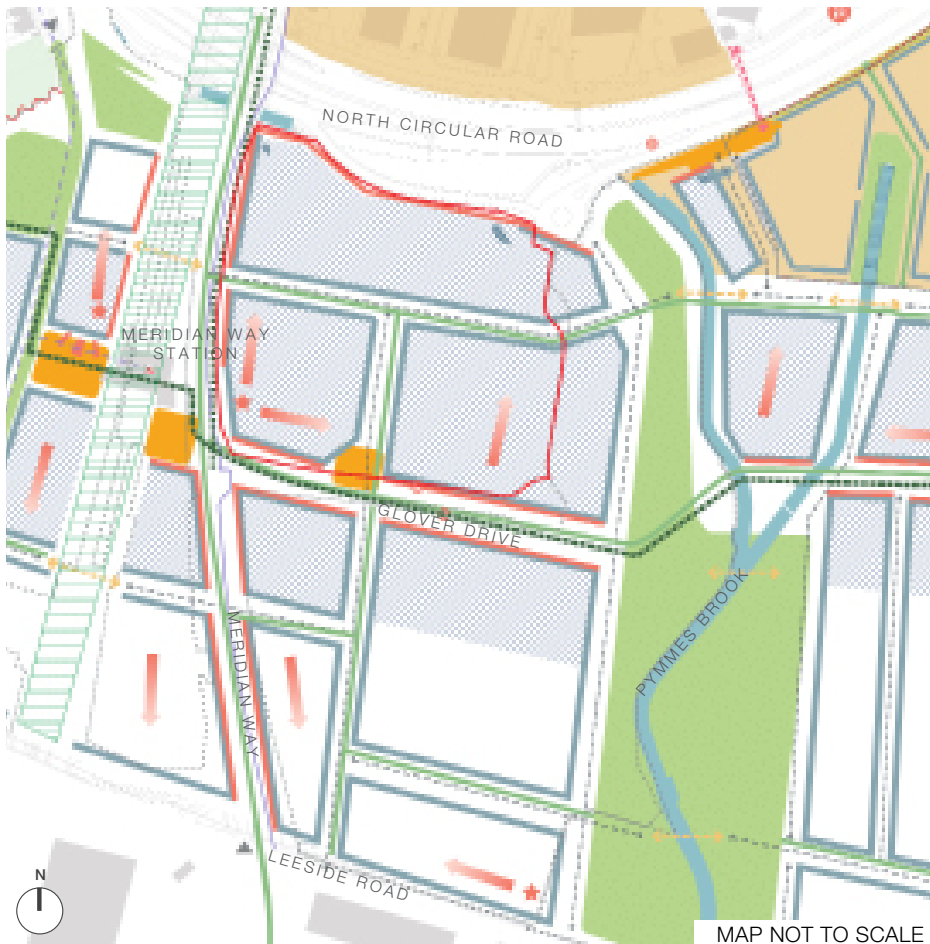 NORTH CIRCULAR ROAD
MERIDIAN WAY
STATION
GLOVER DRIVE
PYMMES BROOK
MERIDIAN WAY
LEESIDE ROAD
N
MAP NOT TO SCALE